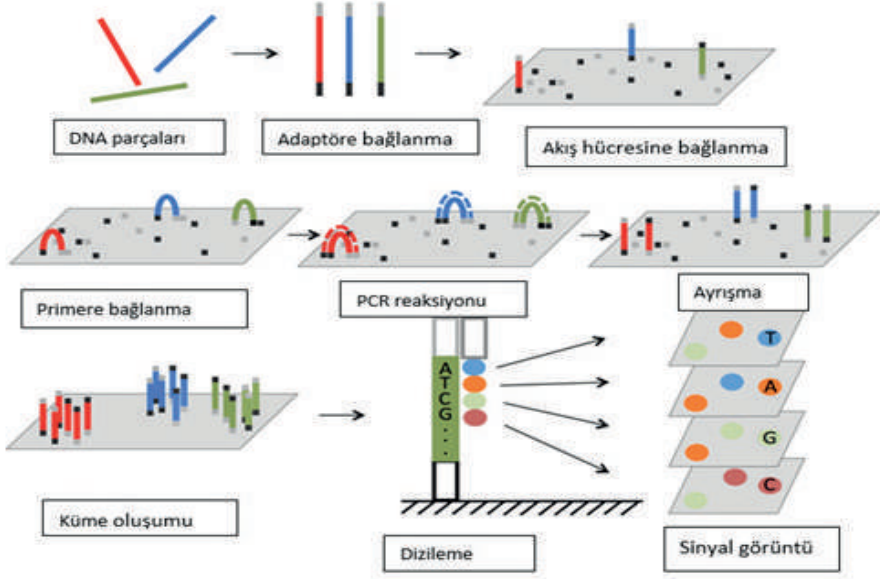 DNA parçaları
Adaptöre bağlanma
Akış hücresine bağlanma
Primere bağlanma
PCR reaksiyonu
Ayrışma
A
T
C
G
.
.
.
T
A
G
C
Küme oluşumu
Dizileme
Sinyal görüntü